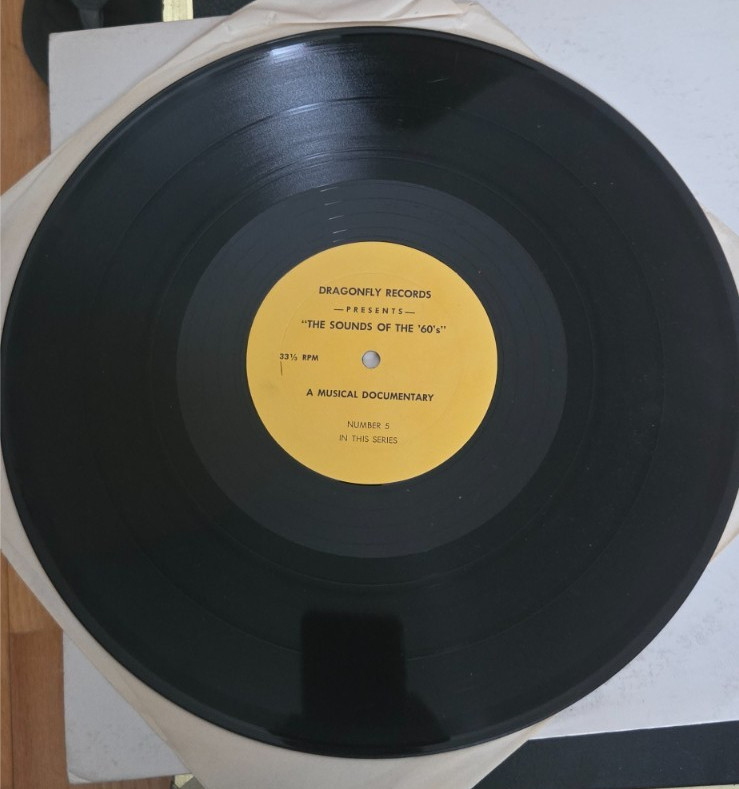 DRAGONFLY RECORDS
—PRESENTS—
"THE SOUNDS OF THE '60's"
33⅓ RPM
A MUSICAL DOCUMENTARY
NUMBER 5
IN THIS SERIES